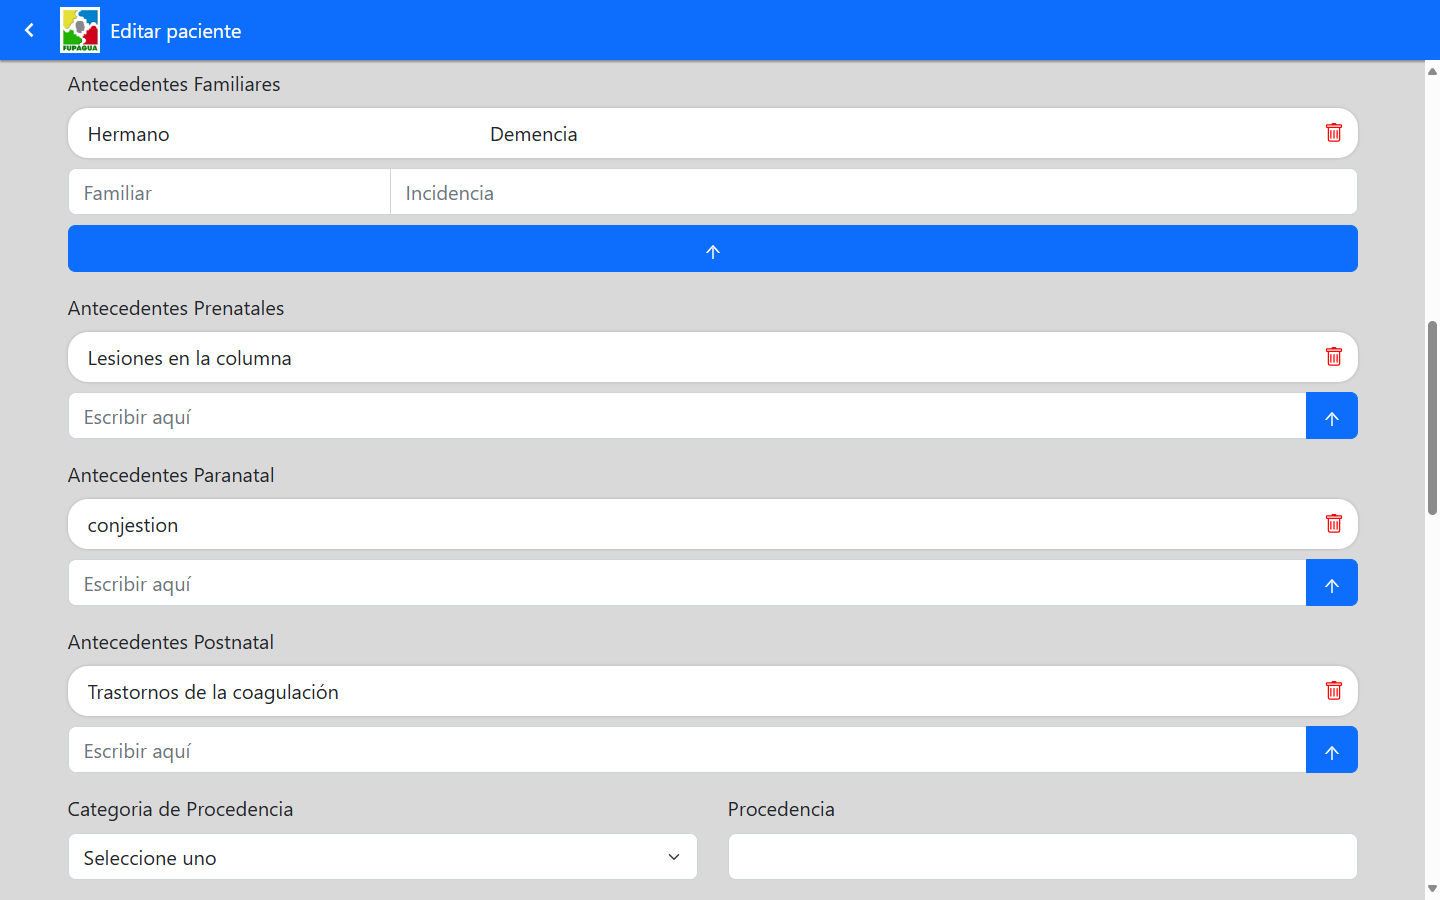 FUPAGUA
Editar paciente
Antecedentes Familiares
Hermano Demencia
Familiar Incidencia
Antecedentes Prenatales
Lesiones en la columna
Escribir aquí
Antecedentes Paranatal
conjestion
Escribir aquí
Antecedentes Postnatal
Trastornos de la coagulación
Escribir aquí
Categoria de Procedencia Procedencia
Seleccione uno